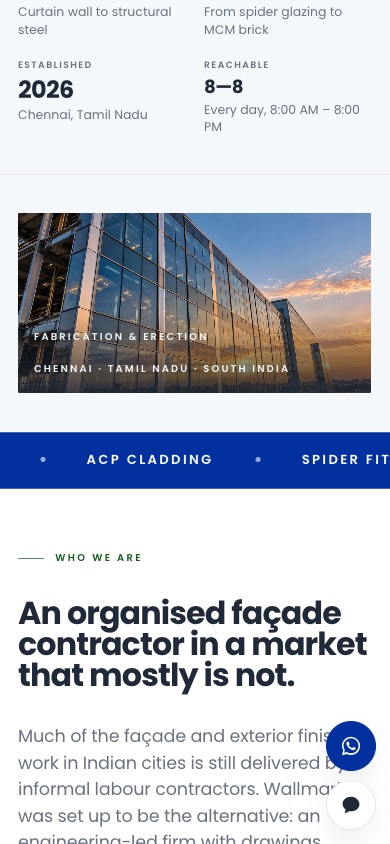 Curtain wall to structural steel
From spider glazing to MCM brick
ESTABLISHED
2026
Chennai, Tamil Nadu
REACHABLE
8—8
Every day, 8:00 AM – 8:00 PM
FABRICATION & ERECTION
CHENNAI · TAMIL NADU · SOUTH INDIA
• ACP CLADDING • SPIDER FIT
WHO WE ARE
An organised façade
contractor in a market
that mostly is not.
Much of the façade and exterior finis
work in Indian cities is still delivered by
informal labour contractors. Wallmar
was set up to be the alternative: an
engineering-led firm with drawings,